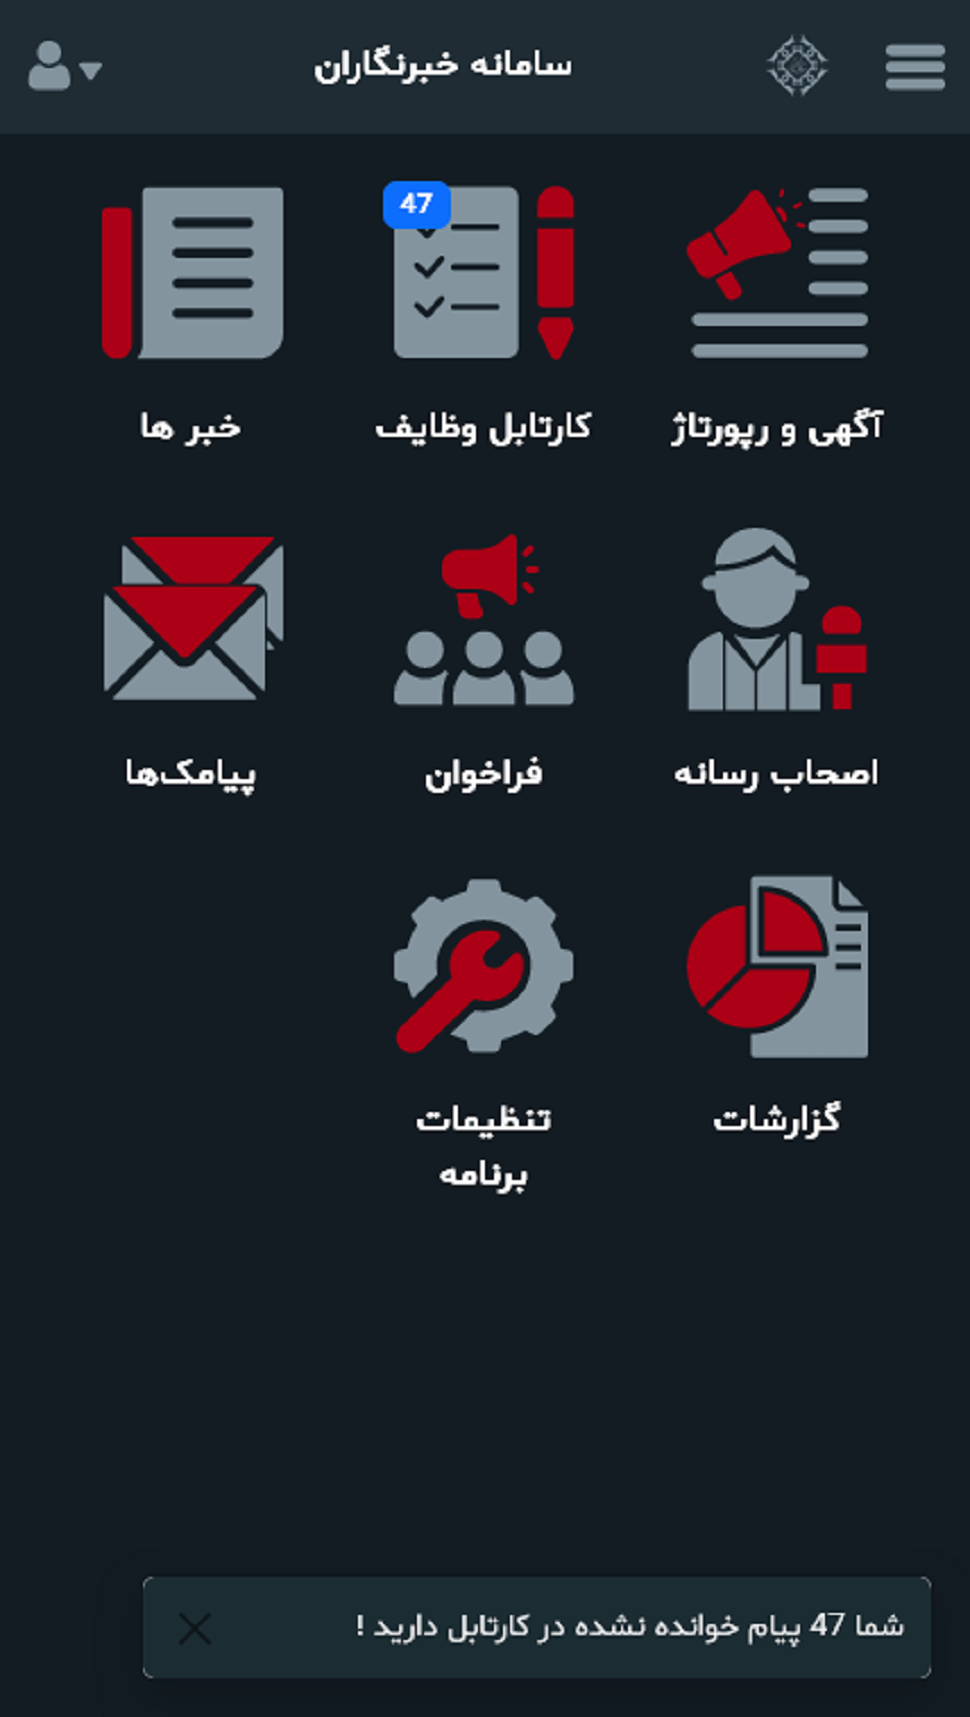 سامانه خبرنگاران
آگهی و رپورتاژ
47
کارتابل وظایف
خبر ها
اصحاب رسانه
فراخوان
پیامک‌ها
گزارشات
تنظیمات
برنامه
شما 47 پیام خوانده نشده در کارتابل دارید !